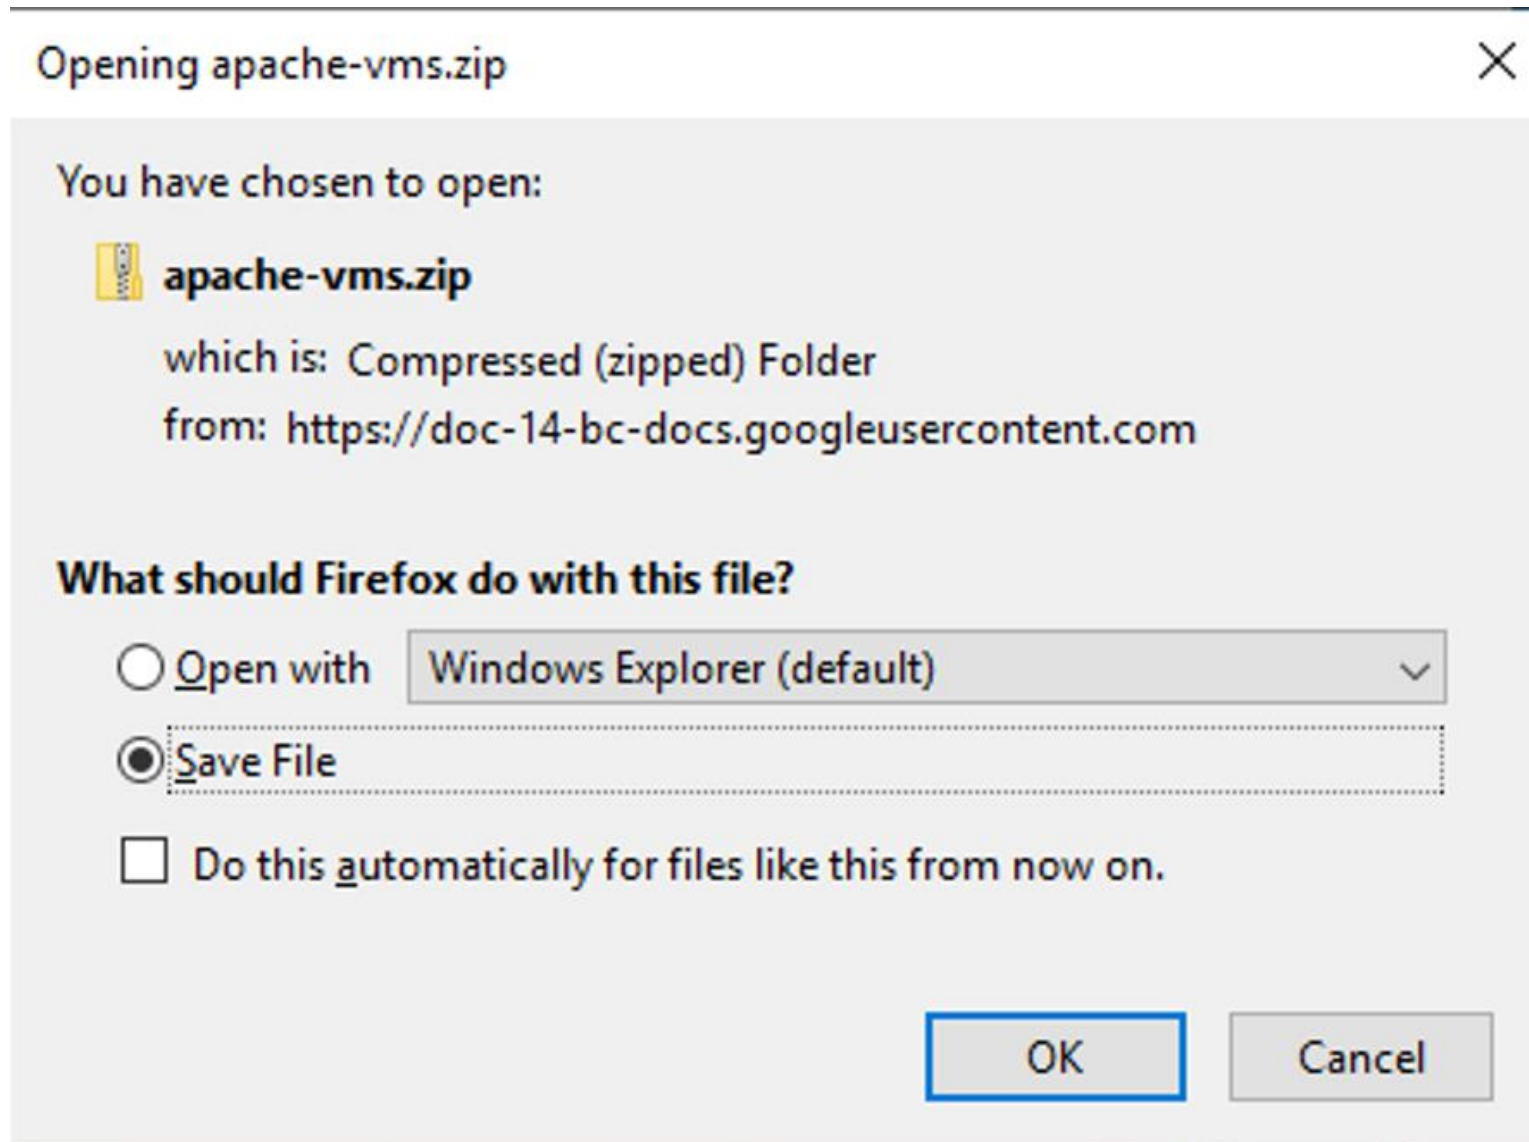 Opening apache-vms.zip
You have chosen to open:
apache-vms.zip
which is: Compressed (zipped) Folder
from: https://doc-14-bc-docs.googleusercontent.com
What should Firefox do with this file?
Open with Windows Explorer (default)
Save File
Do this automatically for files like this from now on.
OK Cancel